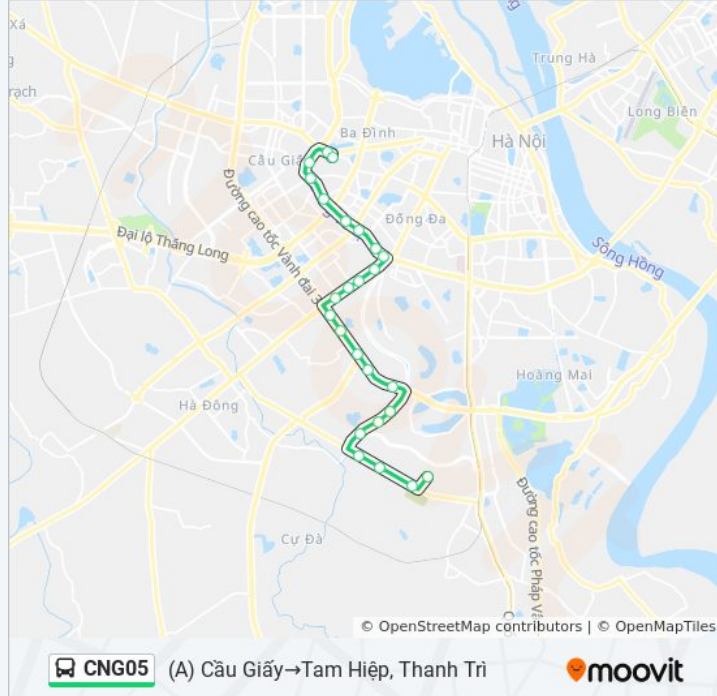 Xá
Trung Hà
rạch
Long Biên
Ba Đình
Hà Nội
Cầu Giấ
Đống Đa
Đường cao tốc Vành đai 3
Đại lộ Thăng Long
Sông Hồng
Hoàng Mai
Hà Đông
Đường cao tốc Pháp Vâ
Cự Đà
© OpenStreetMap contributors | © OpenMapTiles
CNG05 (A) Cầu Giấy→Tam Hiệp, Thanh Trì moovit